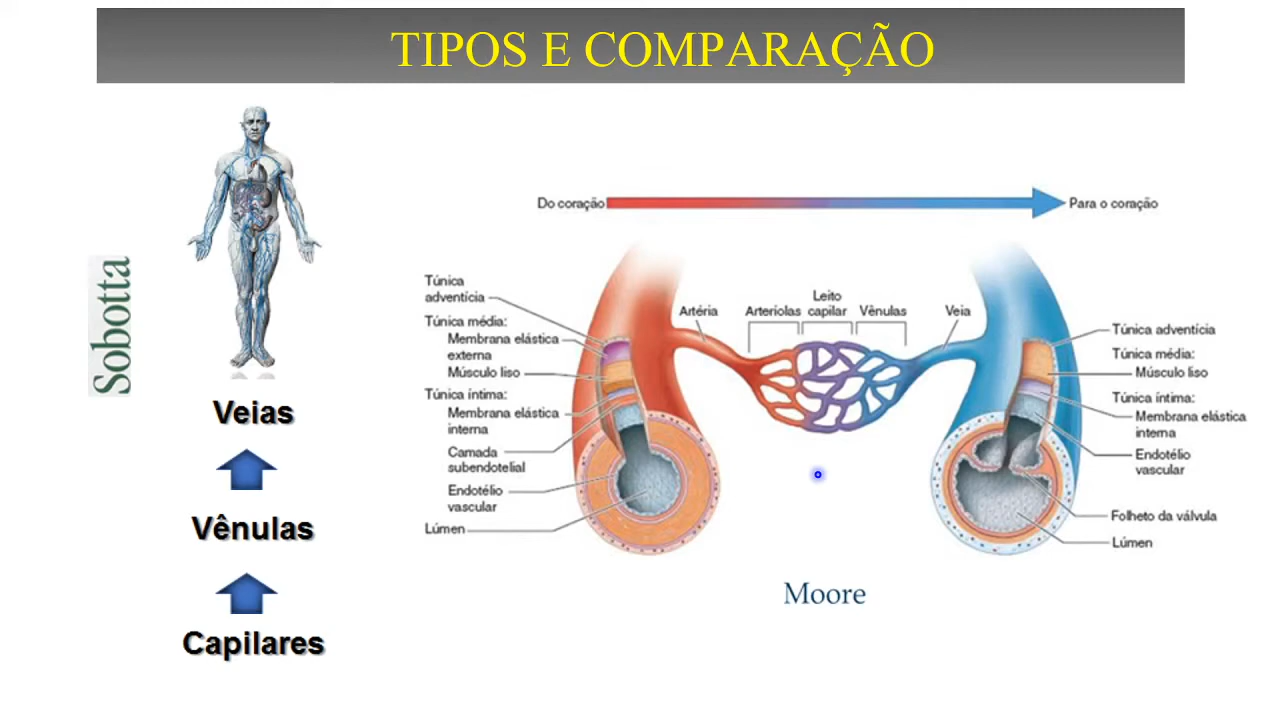 TIPOS E COMPARAÇÃO
Sobotta
Veias
Vênulas
Capilares
Do coração
Para o coração
Túnica
adventícia
Túnica média:
Membrana elástica
externa
Músculo liso
Túnica íntima:
Membrana elástica
interna
Camada
subendotelial
Endotélio
vascular
Lúmen
Artéria
Arteríolas
Leito
capilar
Vênulas
Veia
Túnica adventícia
Túnica média:
Músculo liso
Túnica íntima:
Membrana elástica
interna
Endotélio
vascular
Folheto da válvula
Lúmen
Moore